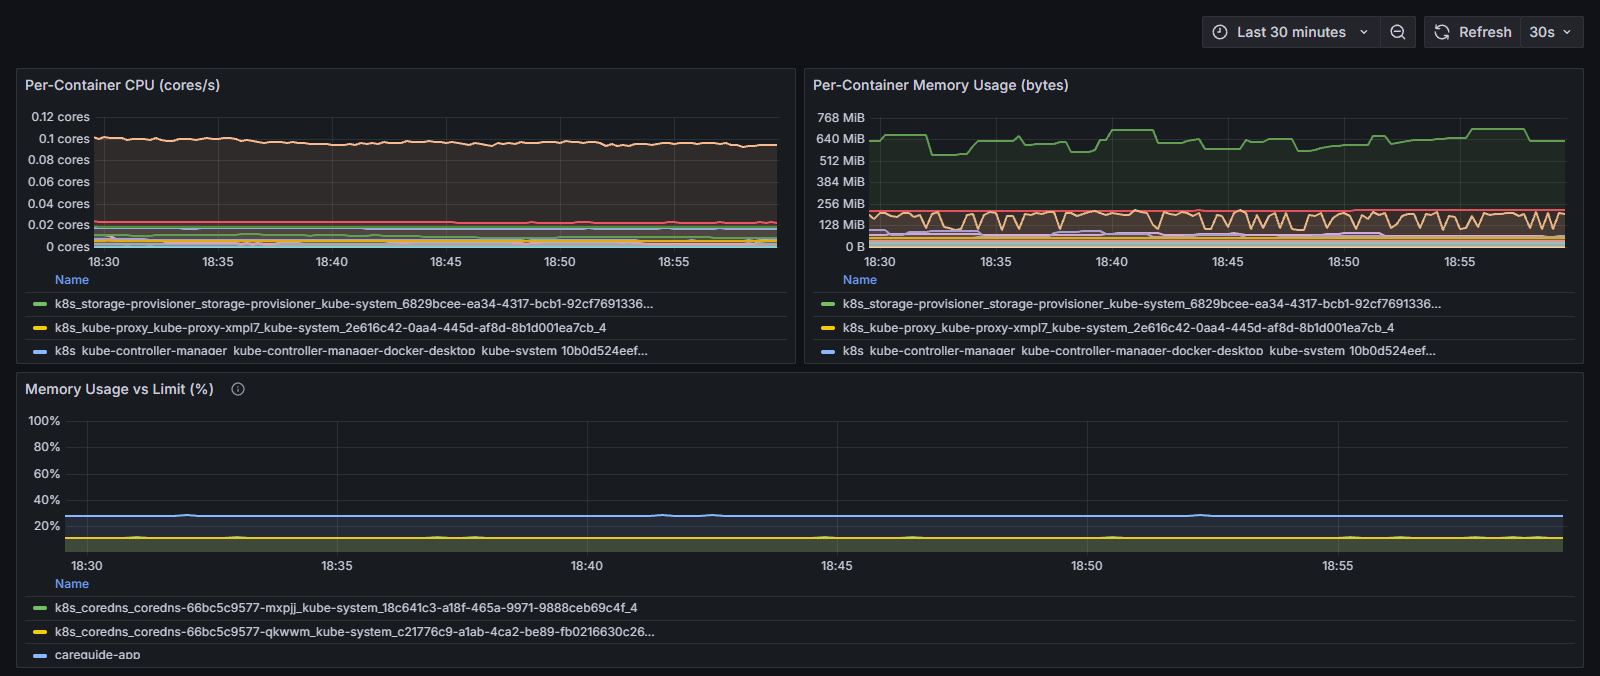 Last 30 minutes Refresh 30s
Per-Container CPU (cores/s)
0.12 cores
0.1 cores
0.08 cores
0.06 cores
0.04 cores
0.02 cores
0 cores
18:30 18:35 18:40 18:45 18:50 18:55
Name
k8s_storage-provisioner_storage-provisioner_kube-system_6829bcee-ea34-4317-bcb1-92cf7691336...
k8s_kube-proxy_kube-proxy-xmpl7_kube-system_2e616c42-0aa4-445d-af8d-8b1d001ea7cb_4
k8s_kube-controller-manager_kube-controller-manager-docker-desktop_kube-system_10b0d524eef...
Per-Container Memory Usage (bytes)
768 MiB
640 MiB
512 MiB
384 MiB
256 MiB
128 MiB
0 B
18:30 18:35 18:40 18:45 18:50 18:55
Name
k8s_storage-provisioner_storage-provisioner_kube-system_6829bcee-ea34-4317-bcb1-92cf7691336...
k8s_kube-proxy_kube-proxy-xmpl7_kube-system_2e616c42-0aa4-445d-af8d-8b1d001ea7cb_4
k8s_kube-controller-manager_kube-controller-manager-docker-desktop_kube-system_10b0d524eef...
Memory Usage vs Limit (%)
100%
80%
60%
40%
20%
18:30 18:35 18:40 18:45 18:50 18:55
Name
k8s_coredns_coredns-66bc5c9577-mxpjj_kube-system_18c641c3-a18f-465a-9971-9888ceb69c4f_4
k8s_coredns_coredns-66bc5c9577-qkwwm_kube-system_c21776c9-a1ab-4ca2-be89-fb0216630c26...
careguide-app